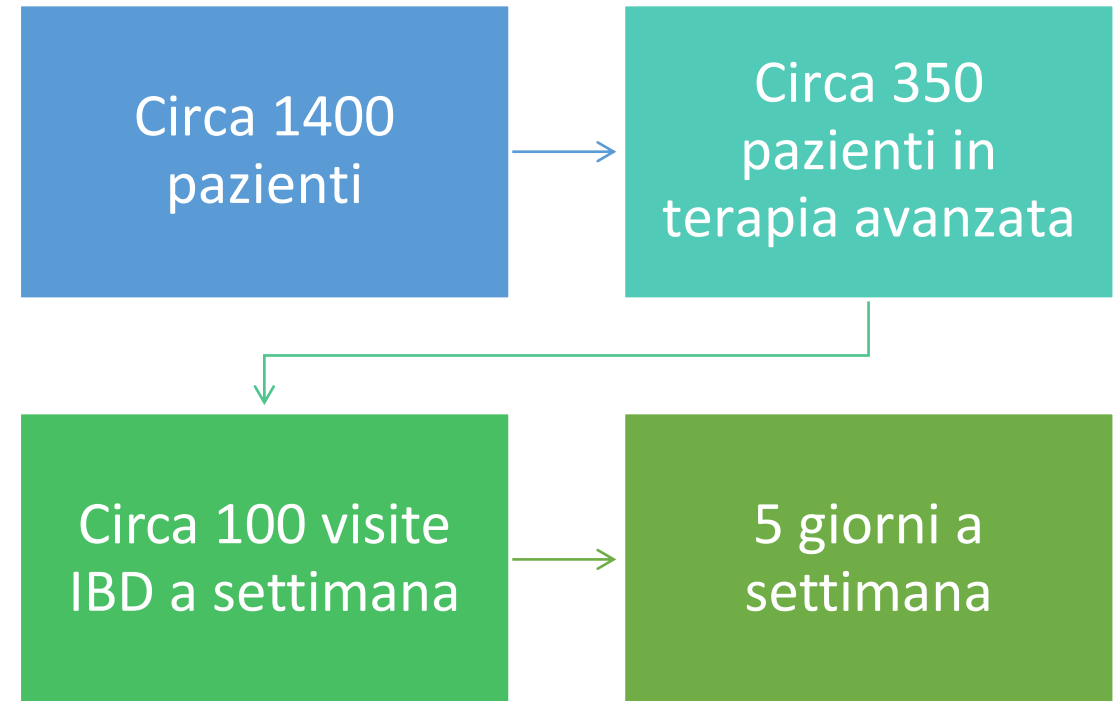 Circa 1400
pazienti
Circa 350
pazienti in
terapia avanzata
Circa 100 visite
IBD a settimana
5 giorni a
settimana